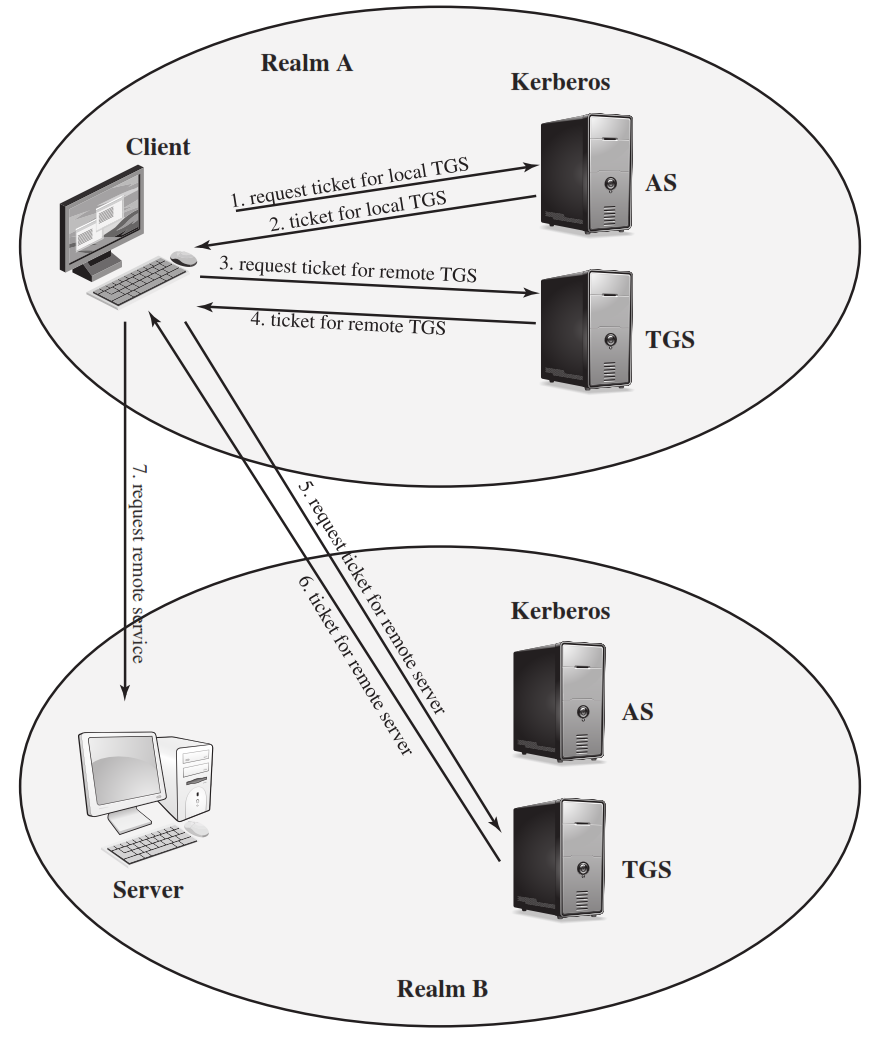 Realm A
Kerberos
Client
AS
1. request ticket for local TGS
2. ticket for local TGS
3. request ticket for remote TGS
4. ticket for remote TGS
TGS
7. request remote service
5. request ticket for remote server
6. ticket for remote server
Kerberos
AS
TGS
Server
Realm B